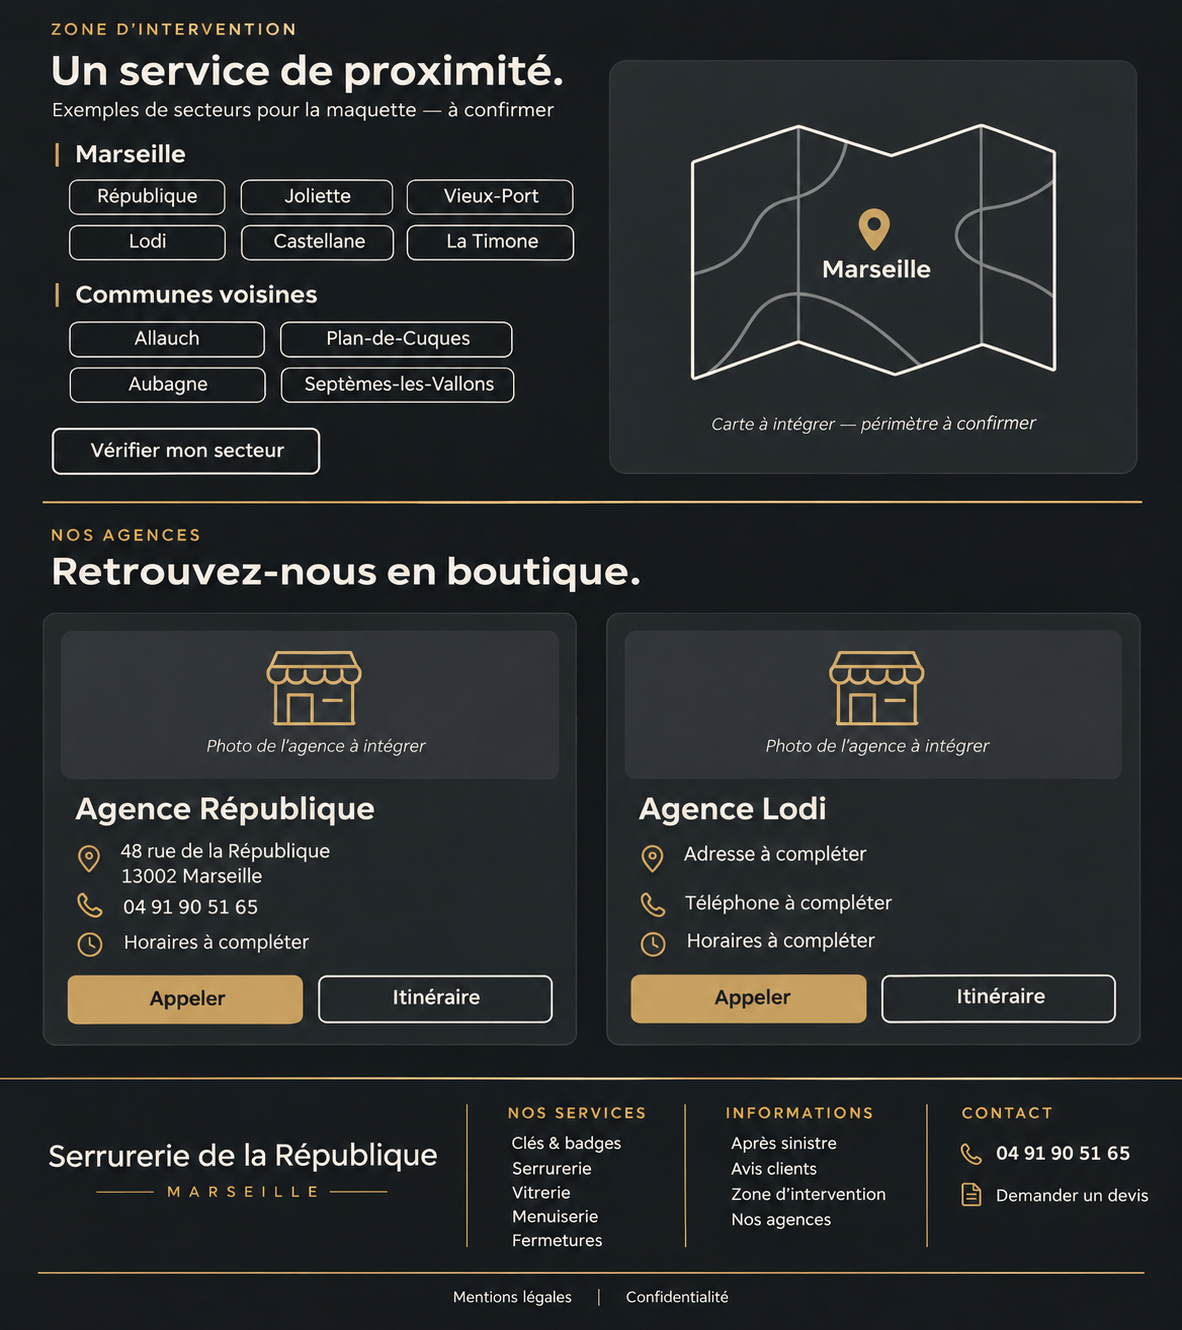 ZONE D'INTERVENTION
Un service de proximité.
Exemples de secteurs pour la maquette — à confirmer
Marseille
République
Joliette
Vieux-Port
Lodi
Castellane
La Timone
Communes voisines
Allauch
Plan-de-Cuques
Aubagne
Septèmes-les-Vallons
Vérifier mon secteur
Marseille
Carte à intégrer — périmètre à confirmer
NOS AGENCES
Retrouvez-nous en boutique.
Photo de l'agence à intégrer
Agence République
48 rue de la République
13002 Marseille
04 91 90 51 65
Horaires à compléter
Appeler
Itinéraire
Photo de l'agence à intégrer
Agence Lodi
Adresse à compléter
Téléphone à compléter
Horaires à compléter
Appeler
Itinéraire
Serrurerie de la République
MARSEILLE
NOS SERVICES
Clés & badges
Serrurerie
Vitrerie
Menuiserie
Fermetures
INFORMATIONS
Après sinistre
Avis clients
Zone d'intervention
Nos agences
CONTACT
04 91 90 51 65
Demander un devis
Mentions légales
Confidentialité